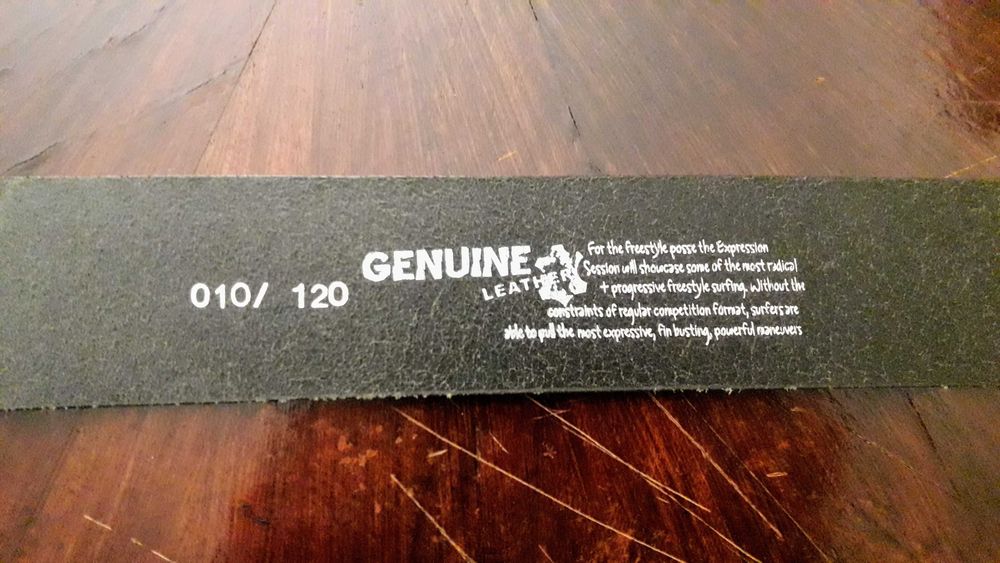 010/ 120
GENUINE
LEATHER
For the freestyle posse the Expression
Session will showcase some of the most radical
+ progressive freestyle surfing. Without the
constraints of regular competition format, surfers are
able to pull the most expressive, fin busting, powerful maneuvers